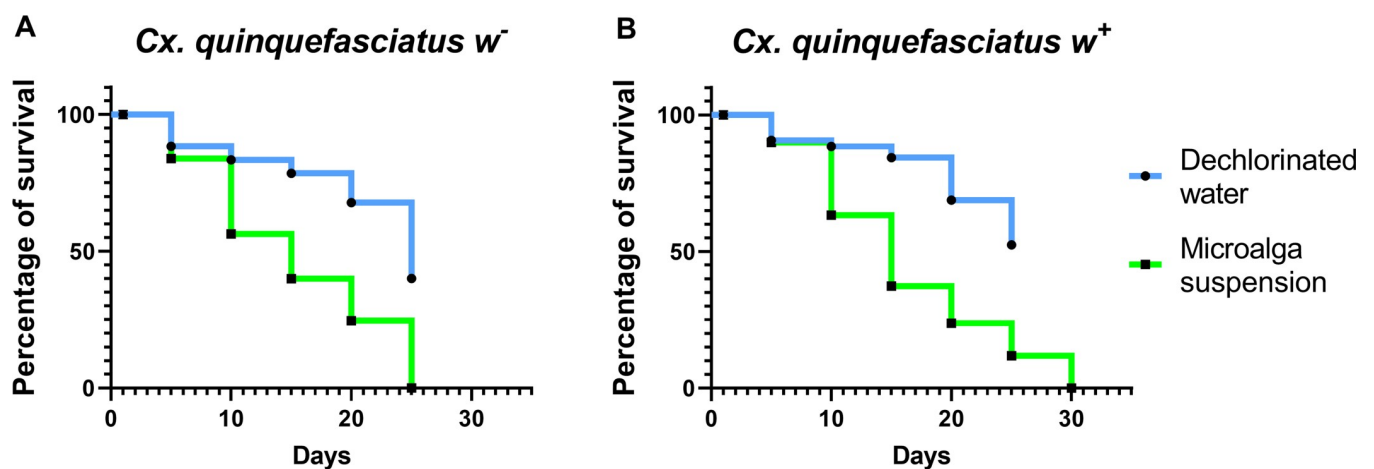 A
Cx. quinquefasciatus w-
Percentage of survival
100
50
0
0 10 20 30
Days
B
Cx. quinquefasciatus w+
Percentage of survival
100
50
0
0 10 20 30
Days
Dechlorinated
water
Microalga
suspension